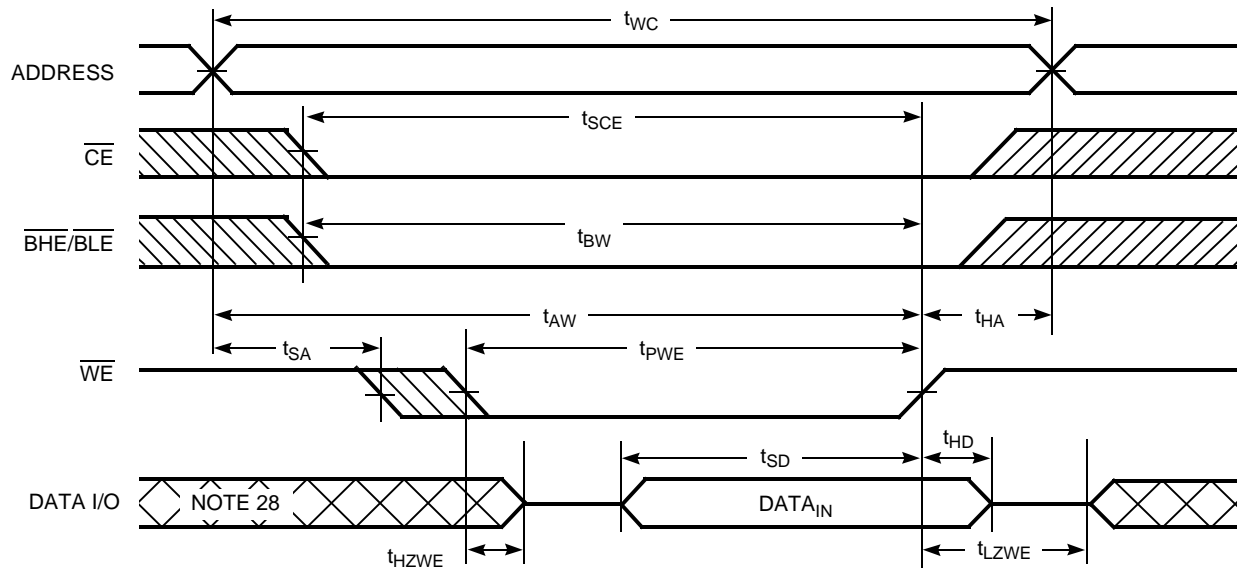 tWC
ADDRESS
tSCE
CE
tBW
BHE/BLE
tAW
tHA
tSA
tPWE
WE
tHD
tSD
DATA I/O
NOTE 28
DATAIN
tHZWE
tLZWE